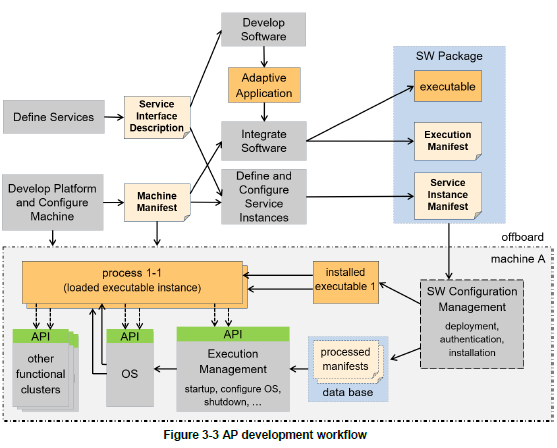 Develop
Software
SW Package
Adaptive
Application
executable
Define Services
Service
Interface
Description
Integrate
Software
Execution
Manifest
Develop Platform
and Configure
Machine
Machine
Manifest
Define and
Configure
Service
Instances
Service
Instance
Manifest
offboard
machine A
process 1-1
(loaded executable instance)
installed
executable 1
SW Configuration
Management
deployment,
authentication,
installation
API
other
functional
clusters
API
OS
API
Execution
Management
startup, configure OS,
shutdown, ...
processed
manifests
data base
Figure 3-3 AP development workflow